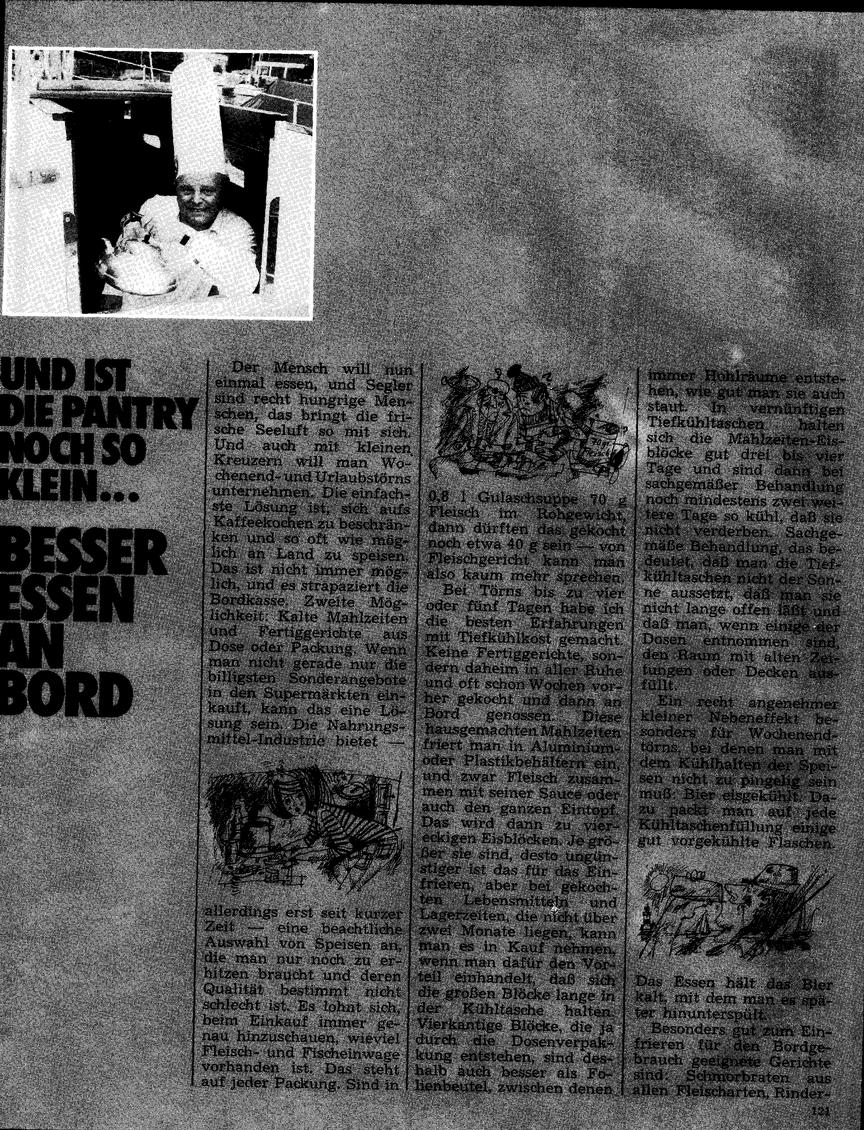 UND IST
DIE PANTRY
NOCH SO
KLEIN...
BESSER
ESSEN
AN
BORD
Der Mensch will nun
einmal essen, und Segler
sind recht hungrige Men-
schen, das bringt die fri-
sche Seeluft so mit sich.
Und auch mit kleinen
Kreuzern will man Wo-
chenend- und Urlaubstörns
unternehmen. Die einfach-
ste Lösung ist, sich aufs
Kaffeekochen zu beschrän-
ken und so oft wie mög-
lich an Land zu speisen.
Das ist nicht immer mög-
lich, und es strapaziert die
Bordkasse. Zweite Mög-
lichkeit: Kalte Mahlzeiten
und Fertiggerichte aus
Dose oder Packung. Wenn
man nicht gerade nur die
billigsten Sonderangebote
in den Supermärkten ein-
kauft, kann das eine Lö-
sung sein. Die Nahrungs-
mittel-Industrie bietet —
allerdings erst seit kurzer
Zeit — eine beachtliche
Auswahl von Speisen an,
die man nur noch zu er-
hitzen braucht und deren
Qualität bestimmt nicht
schlecht ist. Es lohnt sich,
beim Einkauf immer ge-
nau hinzuschauen, wieviel
Fleisch- und Fischeinwage
vorhanden ist. Das steht
auf jeder Packung. Sind in
0,8 l Gulaschsuppe 70 g
Fleisch im Rohgewicht,
dann dürften das gekocht
noch etwa 40 g sein — von
Fleischgericht kann man
also kaum mehr sprechen.
Bei Törns bis zu vier
oder fünf Tagen habe ich
die besten Erfahrungen
mit Tiefkühlkost gemacht.
Keine Fertiggerichte, son-
dern daheim in aller Ruhe
und oft schon Wochen vor-
her gekocht und dann an
Bord genossen. Diese
hausgemachten Mahlzeiten
friert man in Aluminium-
oder Plastikbehältern ein,
und zwar Fleisch zusam-
men mit seiner Sauce oder
auch den ganzen Eintopf.
Das wird dann zu vier-
eckigen Eisblöcken. Je grö-
ßer sie sind, desto ungün-
stiger ist das für das Ein-
frieren, aber bei gekoch-
ten Lebensmitteln und
Lagerzeiten, die nicht über
zwei Monate liegen, kann
man es in Kauf nehmen,
wenn man dafür den Vor-
teil einhandelt, daß sich
die großen Blöcke lange in
der Kühltasche halten.
Vierkantige Blöcke, die ja
durch die Dosenverpak-
kung entstehen, sind des-
halb auch besser als Fo-
lienbeutel, zwischen denen
immer Hohlräume entste-
hen, wie gut man sie auch
staut. In vernünftigen
Tiefkühltaschen halten
sich die Mahlzeiten-Eis-
blöcke gut drei bis vier
Tage und sind dann bei
sachgemäßer Behandlung
noch mindestens zwei wei-
tere Tage so kühl, daß sie
nicht verderben. Sachge-
mäße Behandlung, das be-
deutet, daß man die Tief-
kühltaschen nicht der Son-
ne aussetzt, daß man sie
nicht lange offen läßt und
daß man, wenn einige der
Dosen entnommen sind,
den Raum mit alten Zei-
tungen oder Decken aus-
füllt.
Ein recht angenehmer
kleiner Nebeneffekt be-
sonders für Wochenend-
törns, bei denen man mit
dem Kühlhalten der Spei-
sen nicht zu pingelig sein
muß: Bier eisgekühlt. Da-
zu packt man auf jede
Kühltaschenfüllung einige
gut vorgekühlte Flaschen.
Das Essen hält das Bier
kalt, mit dem man es spä-
ter hinunterspült.
Besonders gut zum Ein-
frieren für den Bordge-
brauch geeignete Gerichte
sind: Schmorbraten aus
allen Fleischarten, Rinder-
121